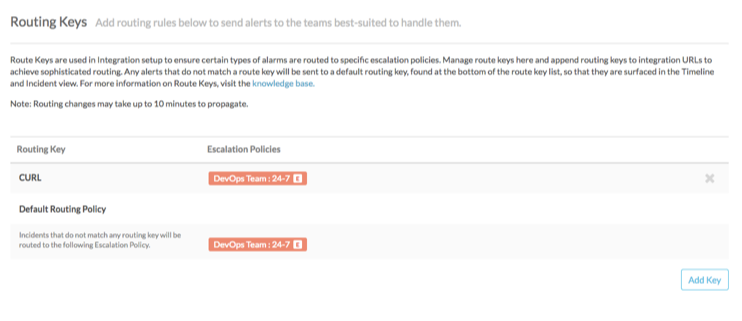 Routing Keys Add routing rules below to send alerts to the teams best-suited to handle them.
Route Keys are used in Integration setup to ensure certain types of alarms are routed to specific escalation policies. Manage route keys here and append routing keys to integration URLs to
achieve sophisticated routing. Any alerts that do not match a route key will be sent to a default routing key, found at the bottom of the route key list, so that they are surfaced in the Timeline
and Incident view. For more information on Route Keys, visit the knowledge base.
Note: Routing changes may take up to 10 minutes to propagate.
Routing Key Escalation Policies
CURL DevOps Team : 24-7
Default Routing Policy
Incidents that do not match any routing key will be
routed to the following Escalation Policy. DevOps Team : 24-7
Add Key